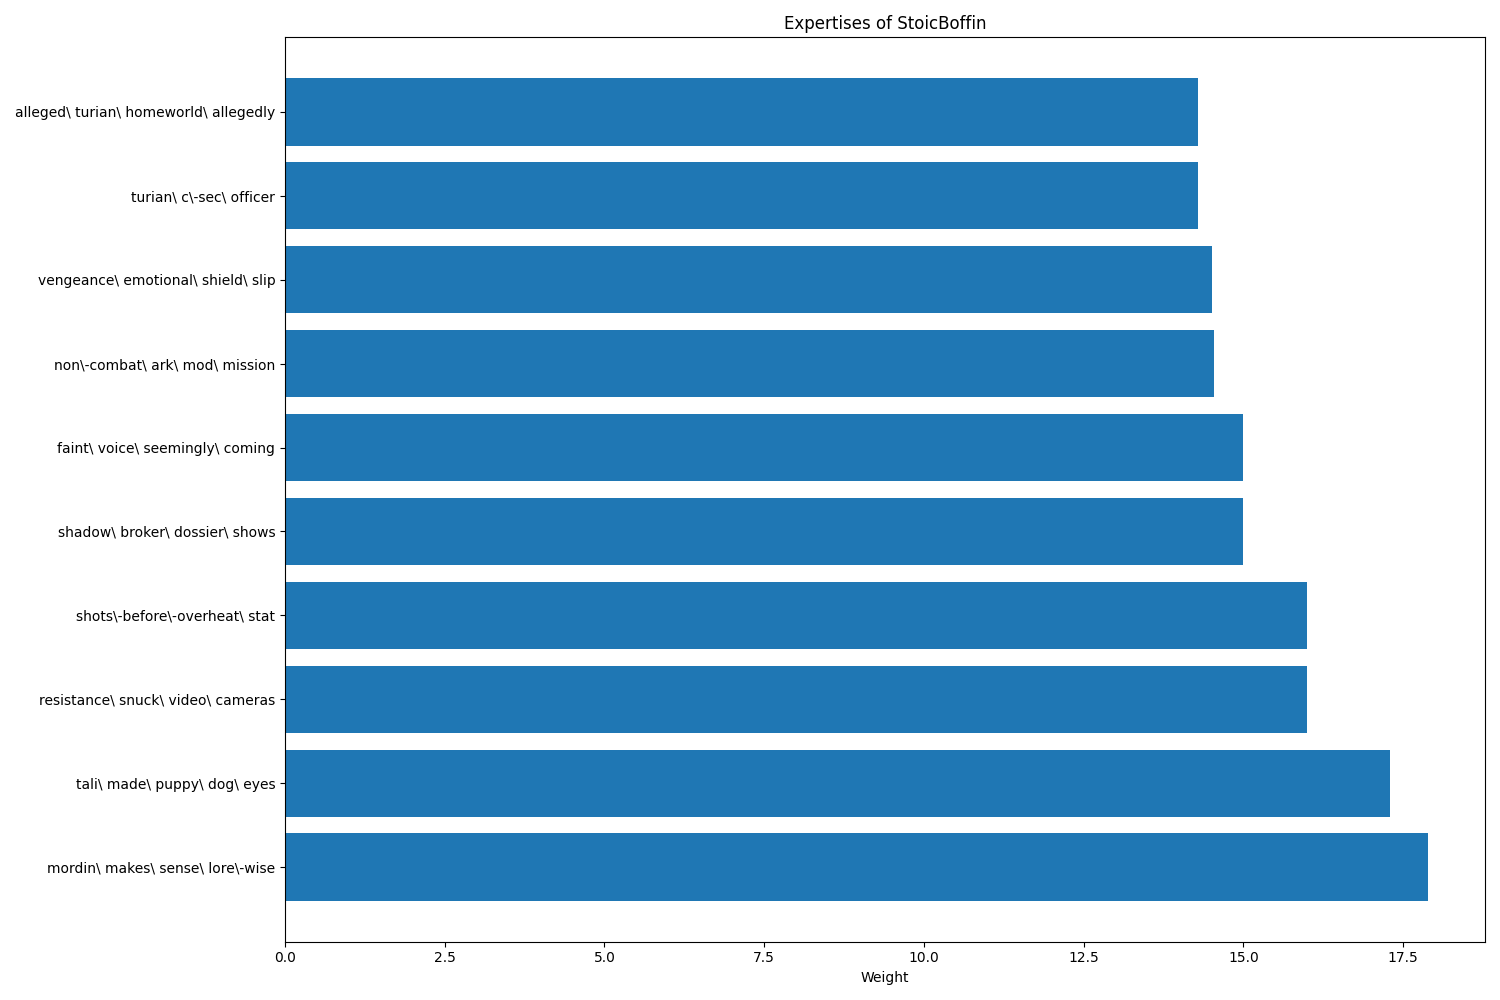 Expertises of StoicBoffin
alleged\ turian\ homeworld\ allegedly
turian\ c\-sec\ officer
vengeance\ emotional\ shield\ slip
non\-combat\ ark\ mod\ mission
faint\ voice\ seemingly\ coming
shadow\ broker\ dossier\ shows
shots\-before\-overheat\ stat
resistance\ snuck\ video\ cameras
tali\ made\ puppy\ dog\ eyes
mordin\ makes\ sense\ lore\-wise
0.0 2.5 5.0 7.5 10.0 12.5 15.0 17.5
Weight